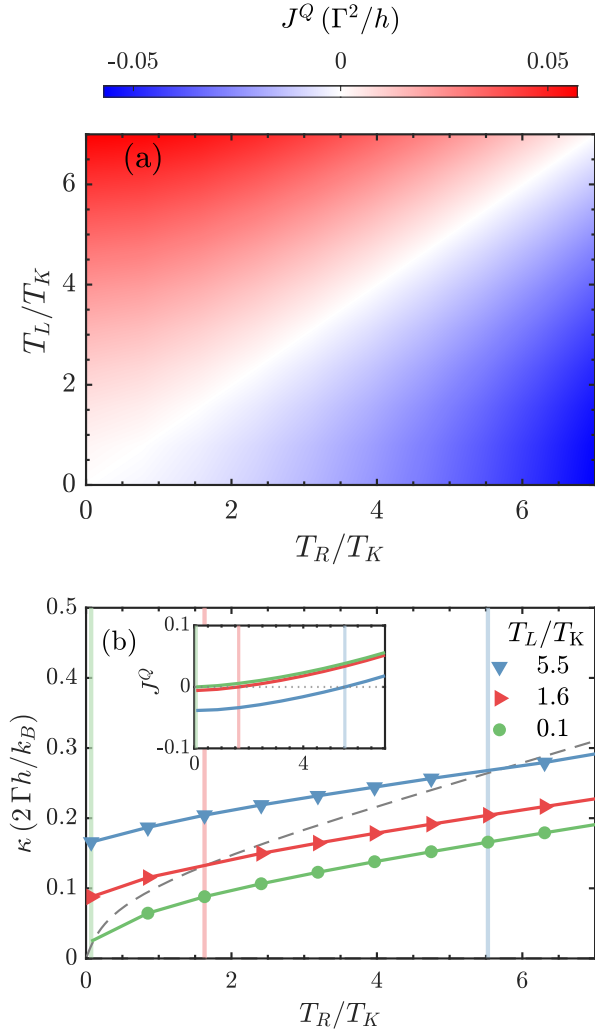 J^Q (Γ²/h)
-0.05 0 0.05
(a)
6
4
2
0
T_L/T_K
0 2 4 6
T_R/T_K
0.5
0.4
0.3
0.2
0.1
0
κ (2 Γh/k_B)
(b)
0.1
0
-0.1
J^Q
0 4
T_L/T_K
5.5
1.6
0.1
0 2 4 6
T_R/T_K